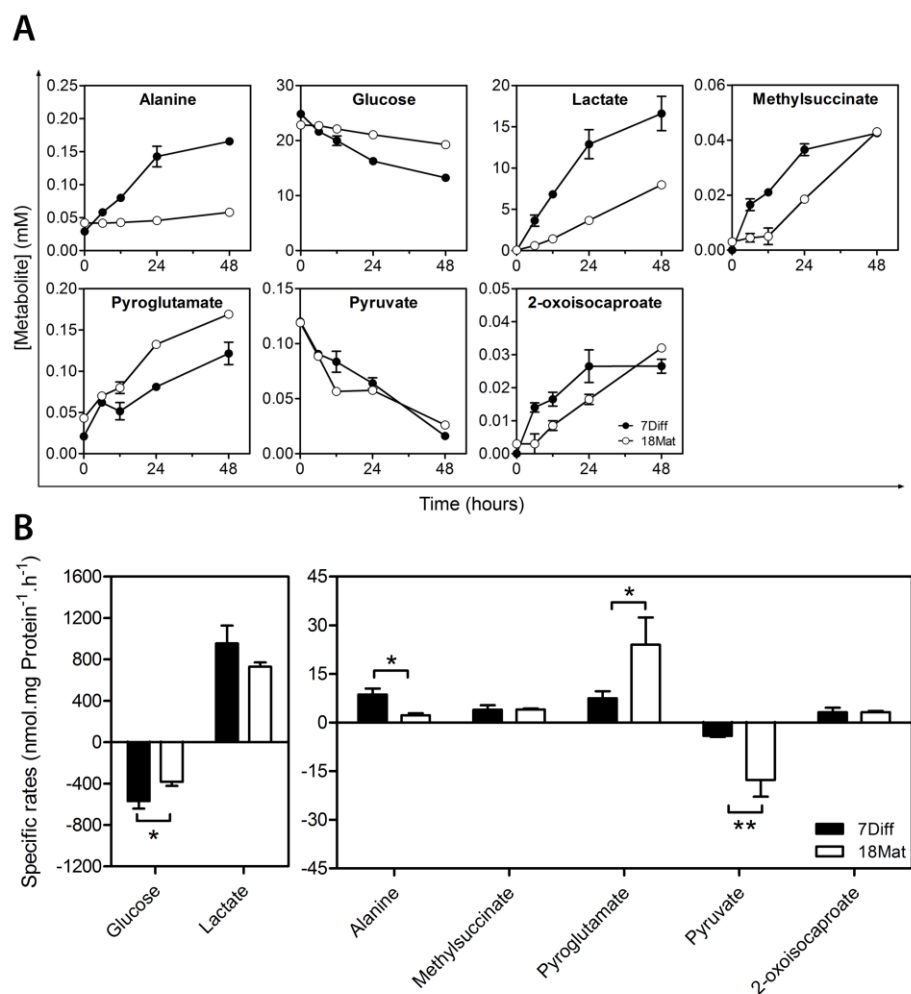 A
[Metabolite] (mM)
Alanine
0.25
0.20
0.15
0.10
0.05
0.00
0 24 48
Glucose
30
20
10
0
0 24 48
Lactate
20
15
10
5
0
0 24 48
Methylsuccinate
0.06
0.04
0.02
0.00
0 24 48
Pyroglutamate
0.20
0.15
0.10
0.05
0.00
0 24 48
Pyruvate
0.15
0.10
0.05
0.00
0 24 48
2-oxoisocaproate
0.05
0.04
0.03
0.02
0.01
0.00
0 24 48
7Diff
18Mat
Time (hours)
B
Specific rates (nmol.mg Protein⁻¹.h⁻¹)
1600
1200
800
400
0
-400
-800
-1200
*
Glucose
Lactate
45
30
15
0
-15
-30
-45
*
*
**
7Diff
18Mat
Alanine
Methylsuccinate
Pyroglutamate
Pyruvate
2-oxoisocaproate